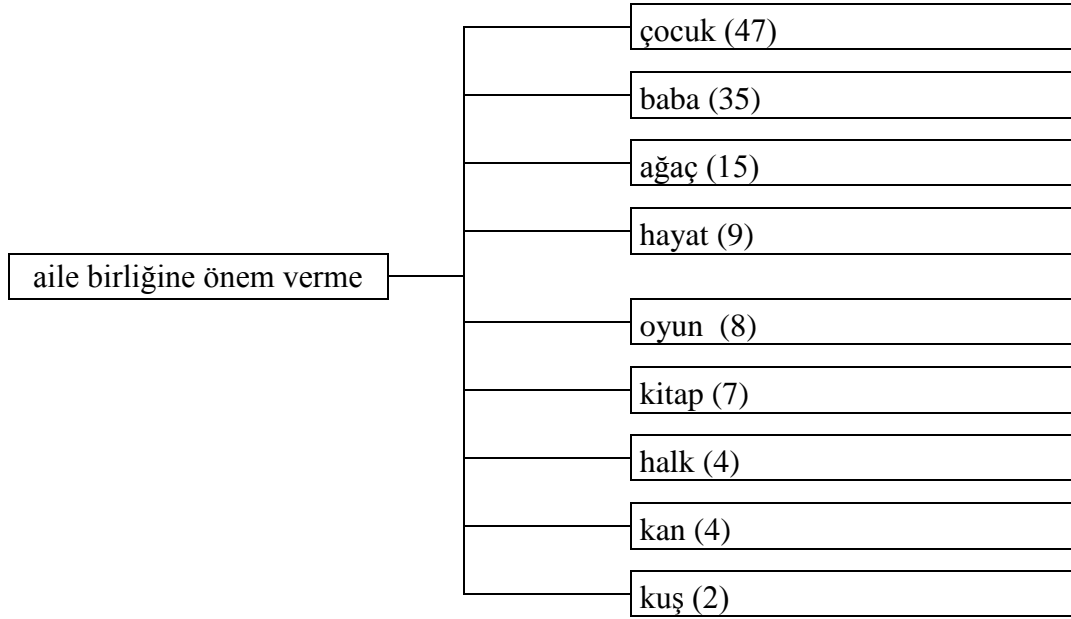 çocuk (47)
baba (35)
ağaç (15)
hayat (9)
aile birliğine önem verme
oyun  (8)
kitap (7)
halk (4)
kan (4)
kuş (2)